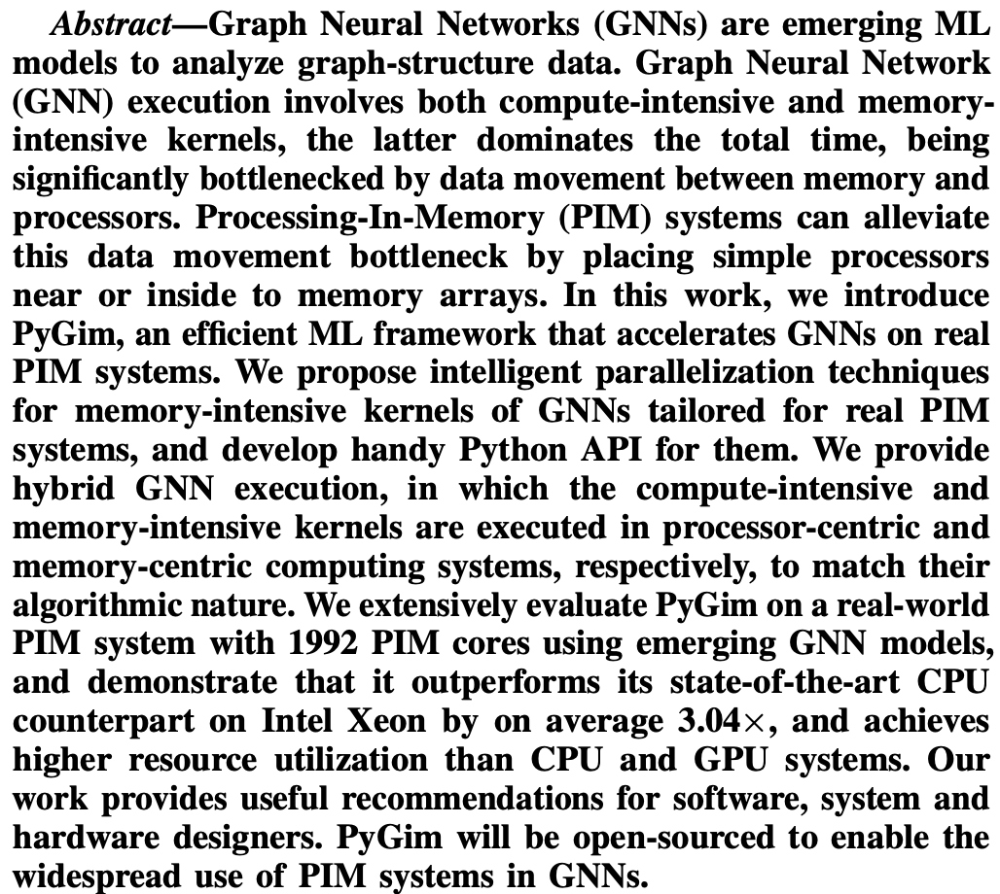 Abstract—Graph Neural Networks (GNNs) are emerging ML
models to analyze graph-structure data. Graph Neural Network
(GNN) execution involves both compute-intensive and memory-
intensive kernels, the latter dominates the total time, being
significantly bottlenecked by data movement between memory and
processors. Processing-In-Memory (PIM) systems can alleviate
this data movement bottleneck by placing simple processors
near or inside to memory arrays. In this work, we introduce
PyGim, an efficient ML framework that accelerates GNNs on real
PIM systems. We propose intelligent parallelization techniques
for memory-intensive kernels of GNNs tailored for real PIM
systems, and develop handy Python API for them. We provide
hybrid GNN execution, in which the compute-intensive and
memory-intensive kernels are executed in processor-centric and
memory-centric computing systems, respectively, to match their
algorithmic nature. We extensively evaluate PyGim on a real-world
PIM system with 1992 PIM cores using emerging GNN models,
and demonstrate that it outperforms its state-of-the-art CPU
counterpart on Intel Xeon by on average 3.04×, and achieves
higher resource utilization than CPU and GPU systems. Our
work provides useful recommendations for software, system and
hardware designers. PyGim will be open-sourced to enable the
widespread use of PIM systems in GNNs.